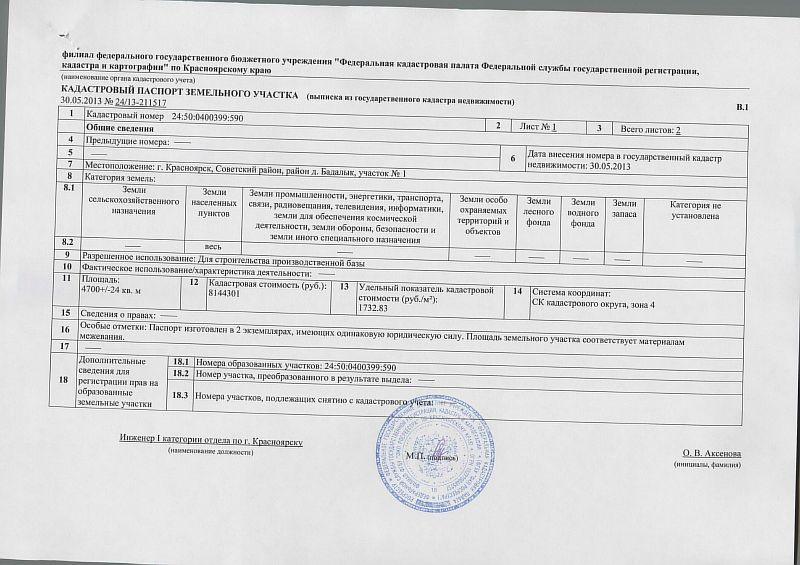 филиал федерального государственного бюджетного учреждения "Федеральная кадастровая палата Федеральной службы государственной регистрации,
кадастра и картографии" по Красноярскому краю
(наименование органа кадастрового учета)
КАДАСТРОВЫЙ ПАСПОРТ ЗЕМЕЛЬНОГО УЧАСТКА (выписка из государственного кадастра недвижимости)
В.1
30.05.2013 № 24/13-211517
1 Кадастровый номер 24:50:0400399:590 2 Лист № 1 3 Всего листов: 2
Общие сведения
4 Предыдущие номера: ——
5 —— 6 Дата внесения номера в государственный кадастр
недвижимости: 30.05.2013
7 Местоположение: г. Красноярск, Советский район, район д. Бадалык, участок № 1
8 Категория земель:
8.1 Земли
сельскохозяйственного
назначения
Земли
населенных
пунктов
Земли промышленности, энергетики, транспорта,
связи, радиовещания, телевидения, информатики,
земли для обеспечения космической
деятельности, земли обороны, безопасности и
земли иного специального назначения
Земли особо
охраняемых
территорий и
объектов
Земли
лесного
фонда
Земли
водного
фонда
Земли
запаса
Категория не
установлена
8.2 —— весь —— —— —— —— —— ——
9 Разрешенное использование: Для строительства производственной базы
10 Фактическое использование/характеристика деятельности: ——
11 Площадь:
4700+/-24 кв. м
12 Кадастровая стоимость (руб.):
8144301
13 Удельный показатель кадастровой
стоимости (руб./м²):
1732.83
14 Система координат:
СК кадастрового округа, зона 4
15 Сведения о правах: ——
16 Особые отметки: Паспорт изготовлен в 2 экземплярах, имеющих одинаковую юридическую силу. Площадь земельного участка соответствует материалам
межевания.
17 ——
18 Дополнительные
сведения для
регистрации прав на
образованные
земельные участки
18.1 Номера образованных участков: 24:50:0400399:590
18.2 Номер участка, преобразованного в результате выдела: ——
18.3 Номера участков, подлежащих снятию с кадастрового учета:
Инженер I категории отдела по г. Красноярску
(наименование должности)
М.П. (подпись)
О. В. Аксенова
(инициалы, фамилия)